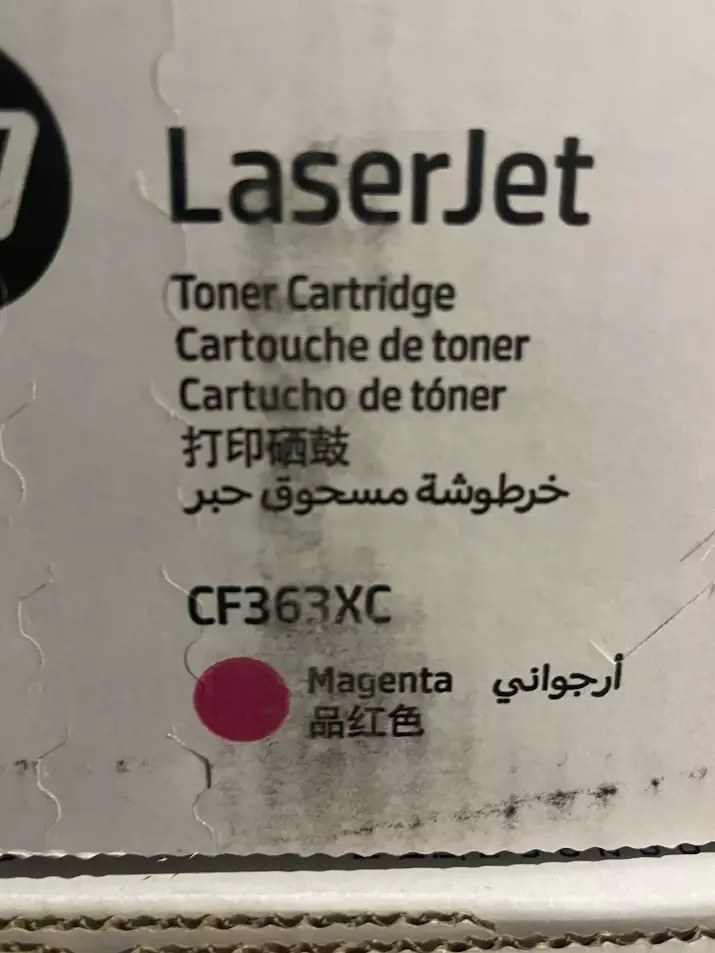 LaserJet
Toner Cartridge
Cartouche de toner
Cartucho de tóner
打印硒鼓
خرطوشة مسحوق حبر
CF363XC
Magenta أرجواني
品红色